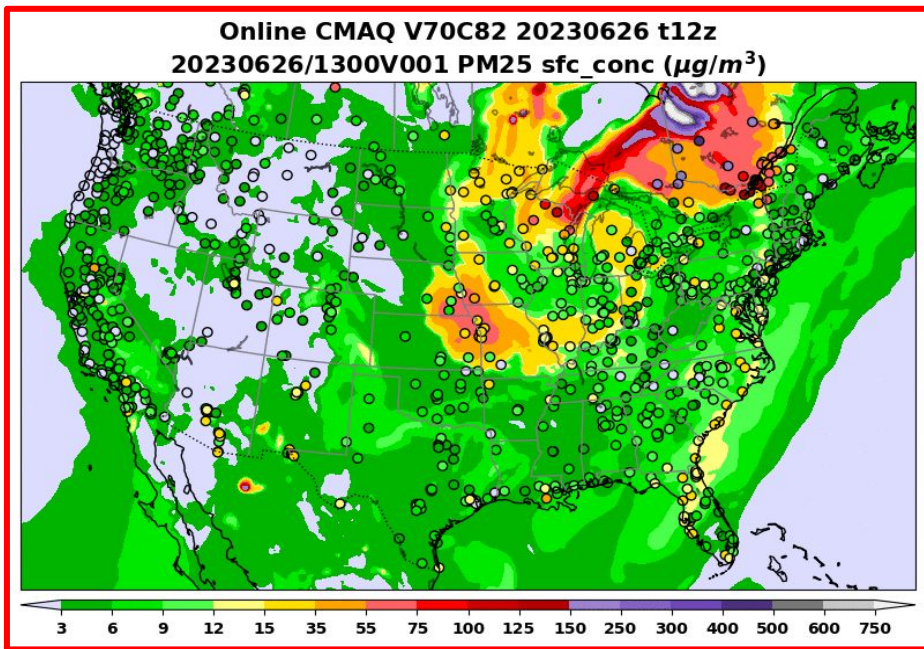 Online CMAQ V70C82 20230626 t12z
20230626/1300V001 PM25 sfc_conc (μg/m³)
3 6 9 12 15 35 55 75 100 125 150 250 300 400 500 600 750